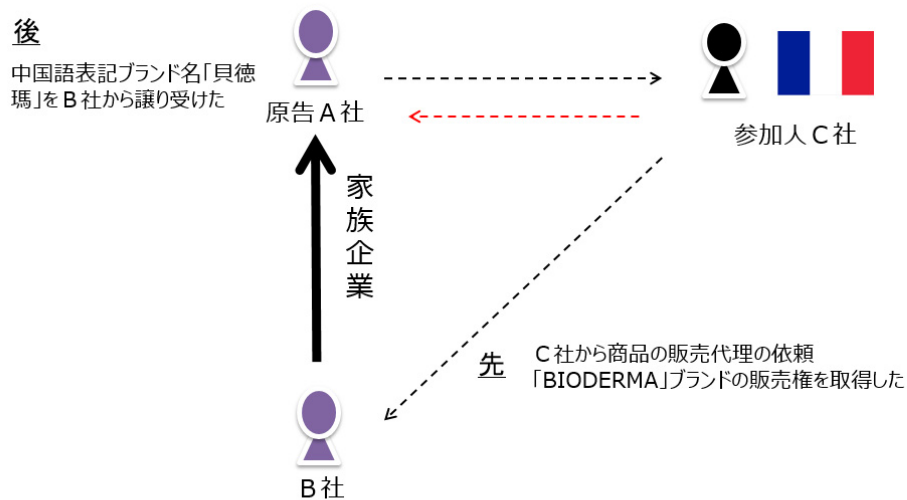 後
中国語表記ブランド名「貝徳
瑪」をB社から譲り受けた
原告A社
参加人C社
家族企業
先
C社から商品の販売代理の依頼
「BIODERMA」ブランドの販売権を取得した
B社